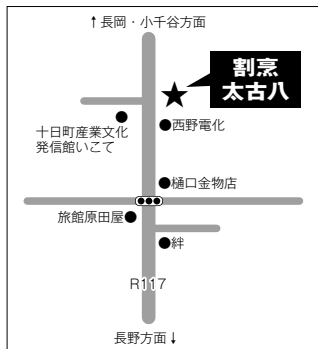 ↑長岡・小千谷方面
割烹
太古八
●西野電化
十日町産業文化
発信館いこて
●樋口金物店
旅館原田屋●
●絆
R117
長野方面↓